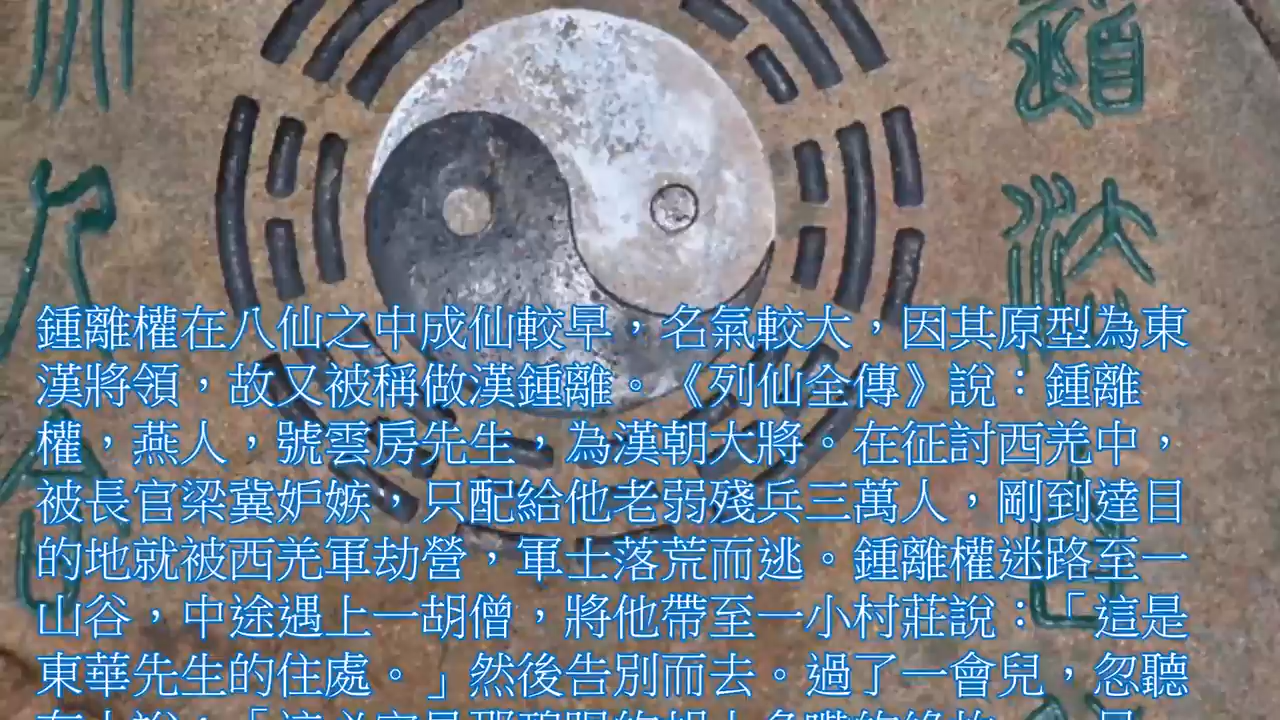 鍾離權在八仙之中成仙較早，名氣較大，因其原型為東
漢將領，故又被稱做漢鍾離。《列仙全傳》說：鍾離
權，燕人，號雲房先生，為漢朝大將。在征討西羌中，
被長官梁冀妒嫉，只配給他老弱殘兵三萬人，剛到達目
的地就被西羌軍劫營，軍士落荒而逃。鍾離權迷路至一
山谷，中途遇上一胡僧，將他帶至一小村莊說：「這是
東華先生的住處。」然後告別而去。過了一會兒，忽聽